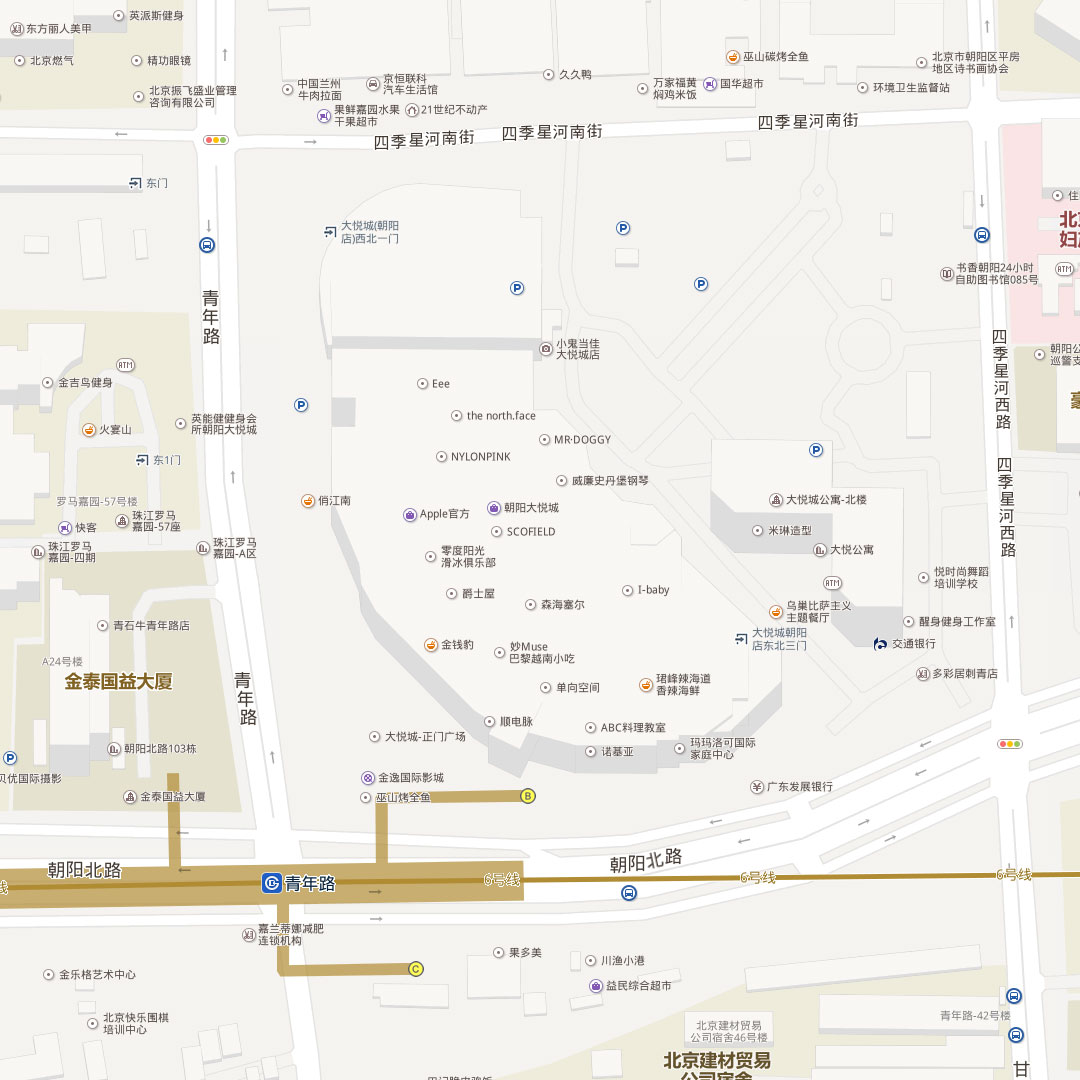 英派斯健身
东方丽人美甲
北京燃气
精功眼镜
北京振飞盛业管理
咨询有限公司
中国兰州
牛肉拉面
京恒联科
汽车生活馆
果鲜嘉园水果
干果超市
21世纪不动产
久久鸭
巫山碳烤全鱼
万家福黄
焖鸡米饭
国华超市
北京市朝阳区平房
地区诗书画协会
环境卫生监督站
四季星河南街
四季星河南街
四季星河南街
东门
大悦城(朝阳
店)西北一门
P
P
P
住
北
妇
ATM
书香朝阳24小时
自助图书馆085号
青年路
四季星河西路
小鬼当佳
大悦城店
朝阳公
巡警支
ATM
金吉鸟健身
Eee
P
the north.face
英能健健身会
所朝阳大悦城
火宴山
MR·DOGGY
东1门
NYLONPINK
P
威廉史丹堡钢琴
四季星河西路
罗马嘉园-57号楼
俏江南
Apple官方
朝阳大悦城
大悦城公寓-北楼
珠江罗马
嘉园-57座
快客
SCOFIELD
米琳造型
珠江罗马
嘉园-四期
珠江罗马
嘉园-A区
零度阳光
滑冰俱乐部
大悦公寓
悦时尚舞蹈
培训学校
ATM
爵士屋
森海塞尔
I-baby
乌巢比萨主义
主题餐厅
青石牛青年路店
醒身健身工作室
大悦城朝阳
店东北三门
交通银行
金钱豹
妙Muse
巴黎越南小吃
A24号楼
金泰国益大厦
多彩居刺青店
青年路
单向空间
珺峰辣海道
香辣海鲜
顺电脉
ABC料理教室
大悦城-正门广场
诺基亚
玛玛洛可国际
家庭中心
朝阳北路103栋
P
贝优国际摄影
金逸国际影城
巫山烤全鱼
B
广东发展银行
金泰国益大厦
朝阳北路
朝阳北路
线
青年路
6号线
6号线
6号线
嘉兰蒂娜减肥
连锁机构
C
果多美
川渔小港
金乐格艺术中心
益民综合超市
北京快乐围棋
培训中心
青年路-42号楼
北京建材贸易
公司宿舍46号楼
北京建材贸易
公司宿舍
甘